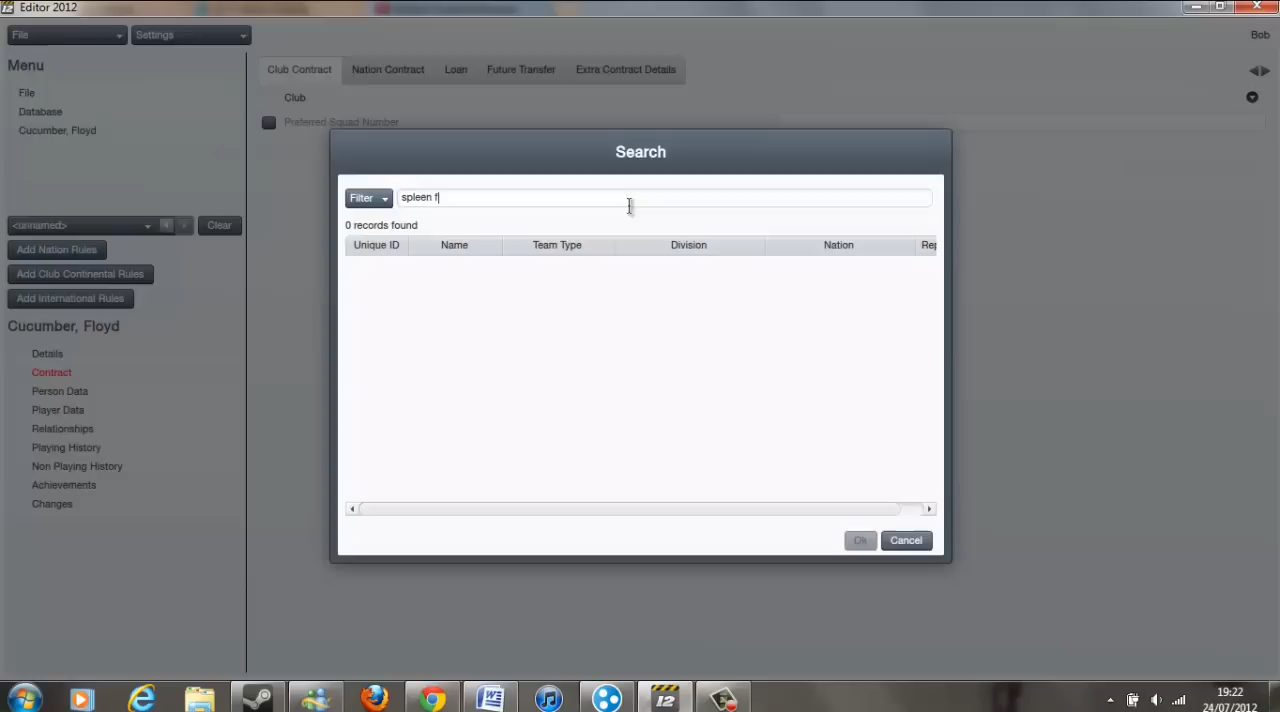 Editor 2012
File
Settings
Bob
Menu
Club Contract
Nation Contract
Loan
Future Transfer
Extra Contract Details
File
Database
Cucumber, Floyd
Club
Preferred Squad Number
Search
Filter
spleen f
0 records found
<unnamed>
Clear
Unique ID
Name
Team Type
Division
Nation
Rep
Add Nation Rules
Add Club Continental Rules
Add International Rules
Cucumber, Floyd
Details
Contract
Person Data
Player Data
Relationships
Playing History
Non Playing History
Achievements
Changes
Ok
Cancel
12
19:22
24/07/2012